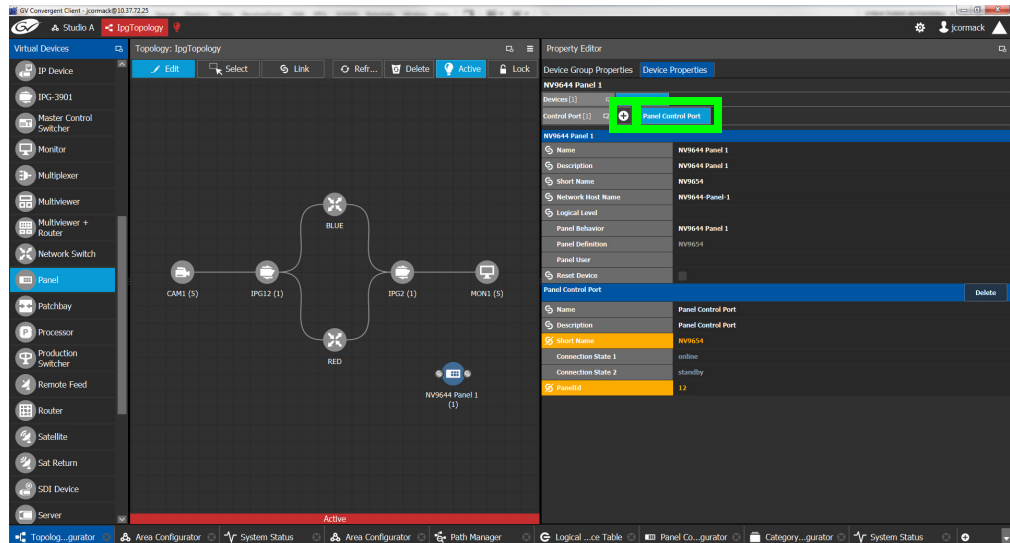 GV Convergent Client - jcormack@10.37.72.25
GV Studio A IpgTopology jcormack
Virtual Devices
IP Device
IPG-3901
Master Control
Switcher
Monitor
Multiplexer
Multiviewer
Multiviewer +
Router
Network Switch
Panel
Patchbay
Processor
Production
Switcher
Remote Feed
Router
Satellite
Sat Return
SDI Device
Server
Topology: IpgTopology
Edit Select Link Refr... Delete Active Lock
BLUE
CAM1 (5) IPG12 (1) IPG2 (1) MON1 (5)
RED
NV9644 Panel 1
(1)
Active
Property Editor
Device Group Properties Device Properties
NV9644 Panel 1
Devices [1]
Control Port [1] Panel Control Port
NV9644 Panel 1
Name NV9644 Panel 1
Description NV9644 Panel 1
Short Name NV9654
Network Host Name NV9644-Panel-1
Logical Level
Panel Behavior NV9644 Panel 1
Panel Definition NV9654
Panel User
Reset Device
Panel Control Port Delete
Name Panel Control Port
Description Panel Control Port
Short Name NV9654
Connection State 1 online
Connection State 2 standby
PanelId 12
Topolog...gurator Area Configurator System Status Area Configurator Path Manager Logical ...ce Table Panel Co...gurator Category...gurator System Status